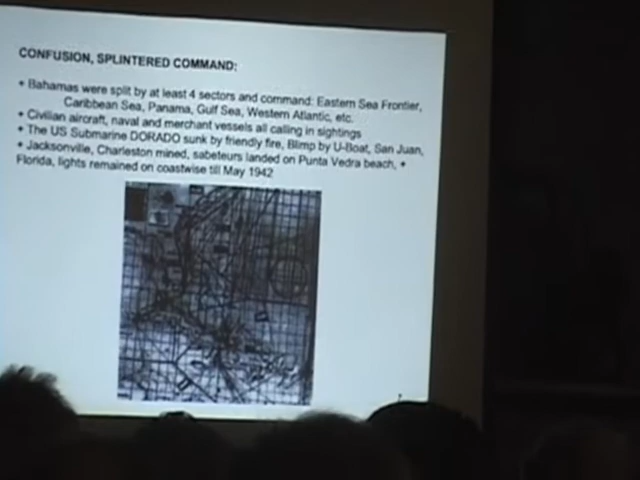 CONFUSION, SPLINTERED COMMAND:
• Bahamas were split by at least 4 sectors and command: Eastern Sea Frontier,
Caribbean Sea, Panama, Gulf Sea, Western Atlantic, etc.
• Civilian aircraft, naval and merchant vessels all calling in sightings
• The US Submarine DORADO sunk by friendly fire, Blimp by U-Boat, San Juan,
• Jacksonville, Charleston mined, sabeteurs landed on Punta Vedra beach, •
Florida, lights remained on coastwise till May 1942